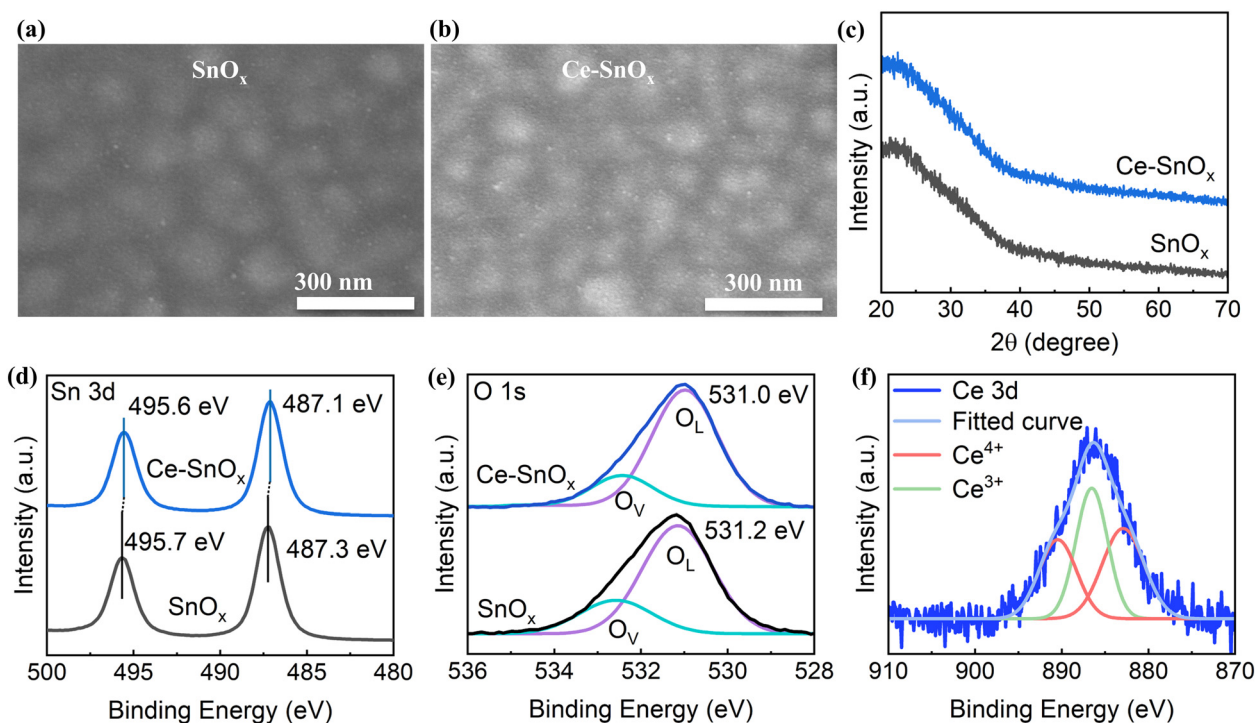 (a)
SnOₓ
300 nm
(b)
Ce-SnOₓ
300 nm
(c)
Intensity (a.u.)
Ce-SnOₓ
SnOₓ
20 30 40 50 60 70
2θ (degree)
(d)
Sn 3d
495.6 eV
487.1 eV
Ce-SnOₓ
495.7 eV
487.3 eV
SnOₓ
Intensity (a.u.)
500 495 490 485 480
Binding Energy (eV)
(e)
O 1s
531.0 eV
O_L
Ce-SnOₓ
O_V
531.2 eV
O_L
SnOₓ
O_V
Intensity (a.u.)
536 534 532 530 528
Binding Energy (eV)
(f)
Ce 3d
Fitted curve
Ce⁴⁺
Ce³⁺
Intensity (a.u.)
910 900 890 880 870
Binding Energy (eV)